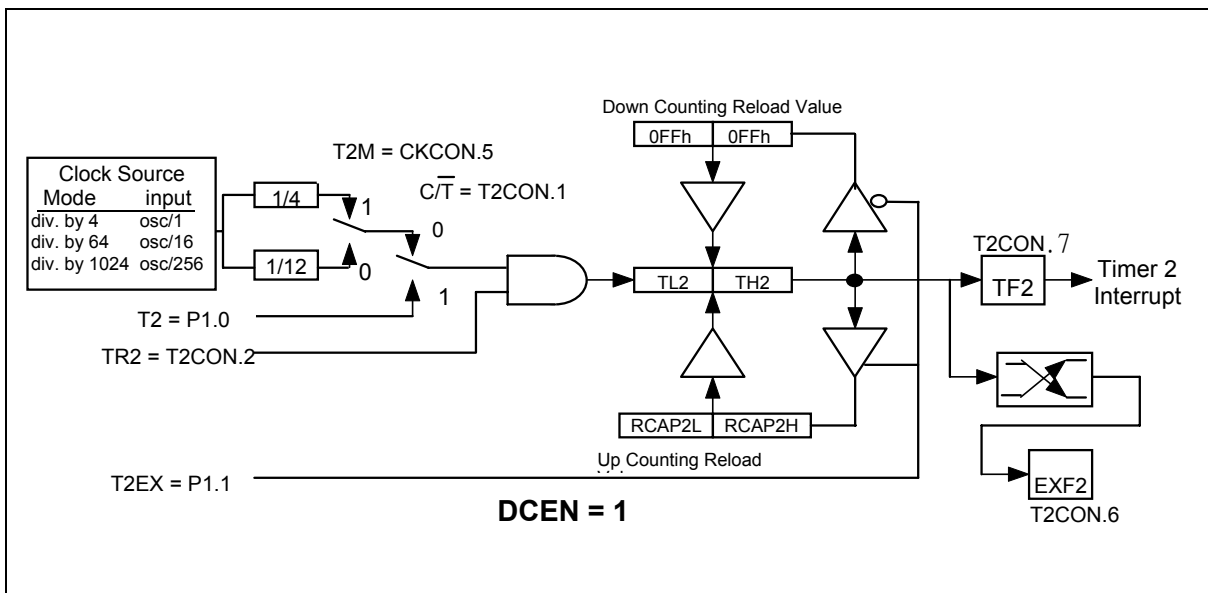 Down Counting Reload Value
0FFh 0FFh
T2M = CKCON.5
Clock Source
Mode input
div. by 4 osc/1
div. by 64 osc/16
div. by 1024 osc/256
C/T̅ = T2CON.1
1/4
1
0
1/12
0
1
T2CON.7
TL2 TH2
TF2
Timer 2
Interrupt
T2 = P1.0
TR2 = T2CON.2
RCAP2L RCAP2H
Up Counting Reload
T2EX = P1.1
EXF2
T2CON.6
DCEN = 1